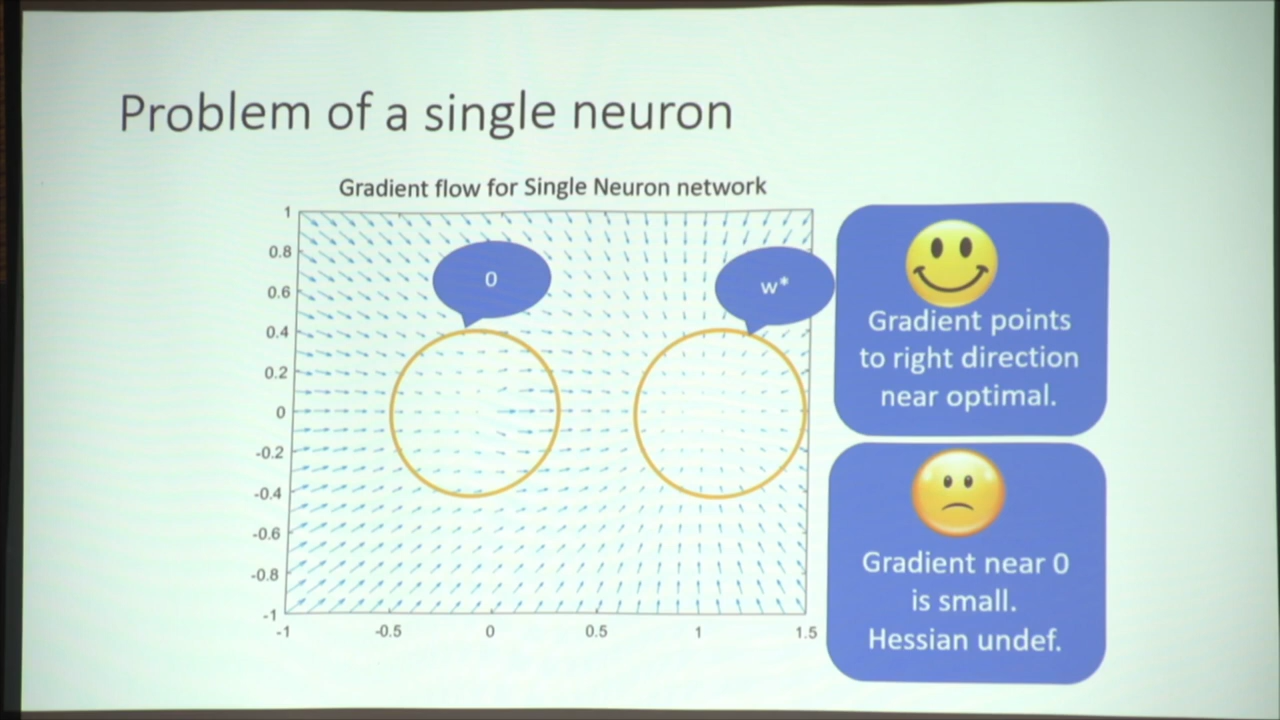 Problem of a single neuron
Gradient flow for Single Neuron network
1
0.8
0.6
0.4
0.2
0
-0.2
-0.4
-0.6
-0.8
-1
-1
-0.5
0
0.5
1
1.5
0
w*
Gradient points
to right direction
near optimal.
Gradient near 0
is small.
Hessian undef.